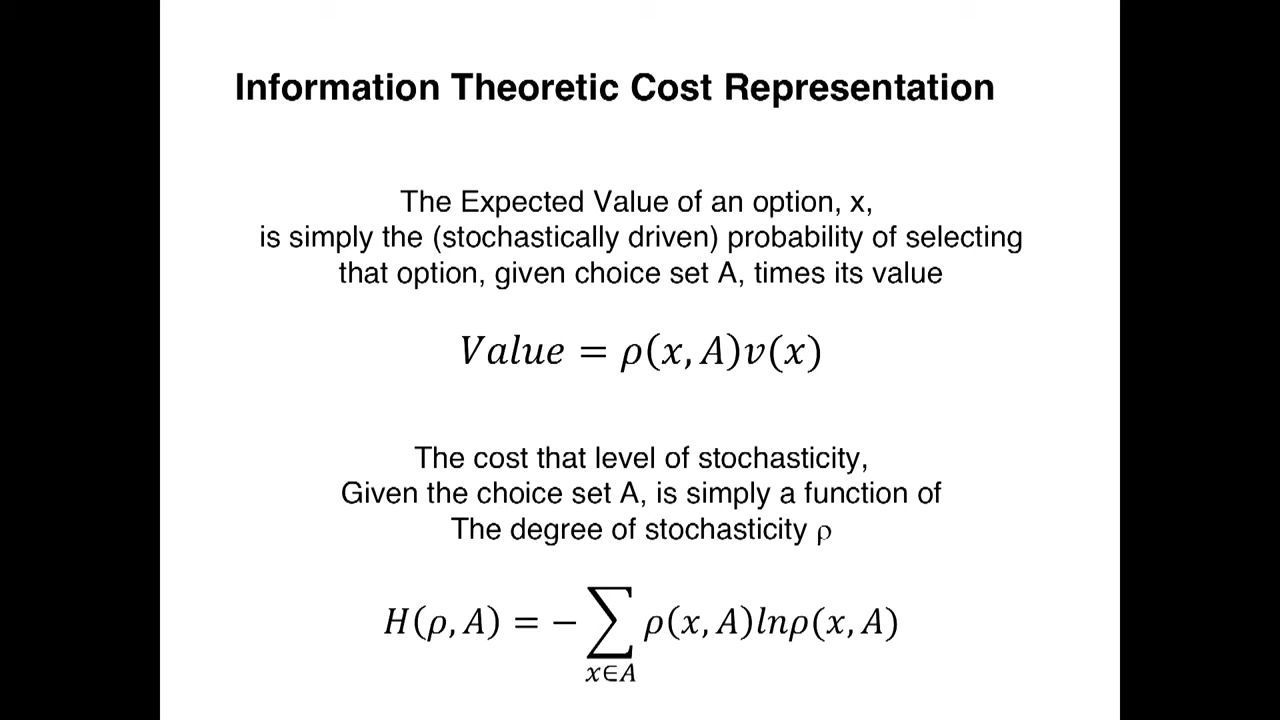 Information Theoretic Cost Representation
The Expected Value of an option, x,
is simply the (stochastically driven) probability of selecting
that option, given choice set A, times its value
Value = ρ(x, A)v(x)
The cost that level of stochasticity,
Given the choice set A, is simply a function of
The degree of stochasticity ρ
H(ρ, A) = − ∑ ρ(x, A)lnρ(x, A)
x∈A